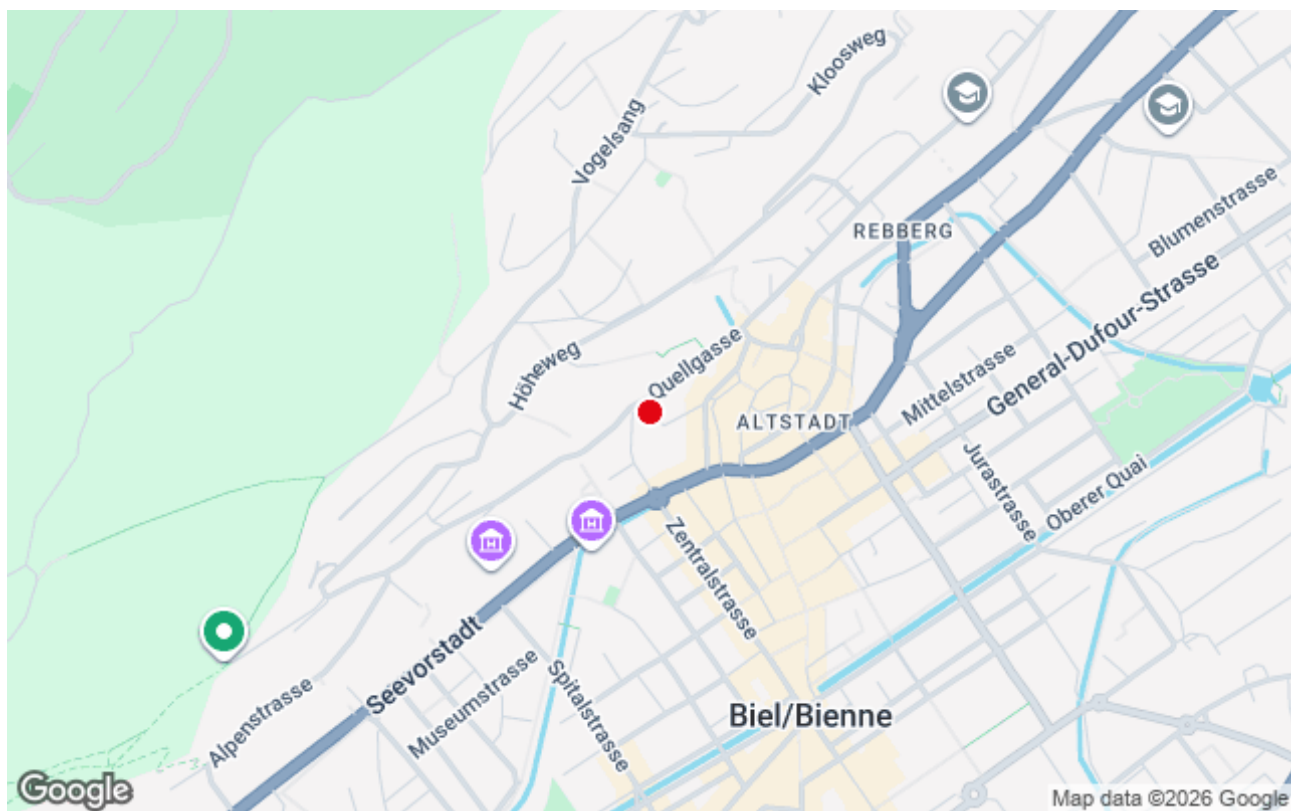 Kloosweg
Vogelsang
REBBERG
Blumenstrasse
General-Dufour-Strasse
Höheweg
Quellgasse
Mittelstrasse
ALTSTADT
Jurastrasse
Oberer Quai
Zentralstrasse
Seevorstadt
Museumstrasse
Spitalstrasse
Alpenstrasse
Biel/Bienne
Google
Map data ©2026 Google